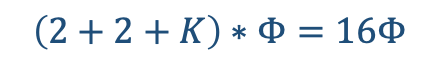 (2 + 2 + K) ∗ Φ = 16Φ